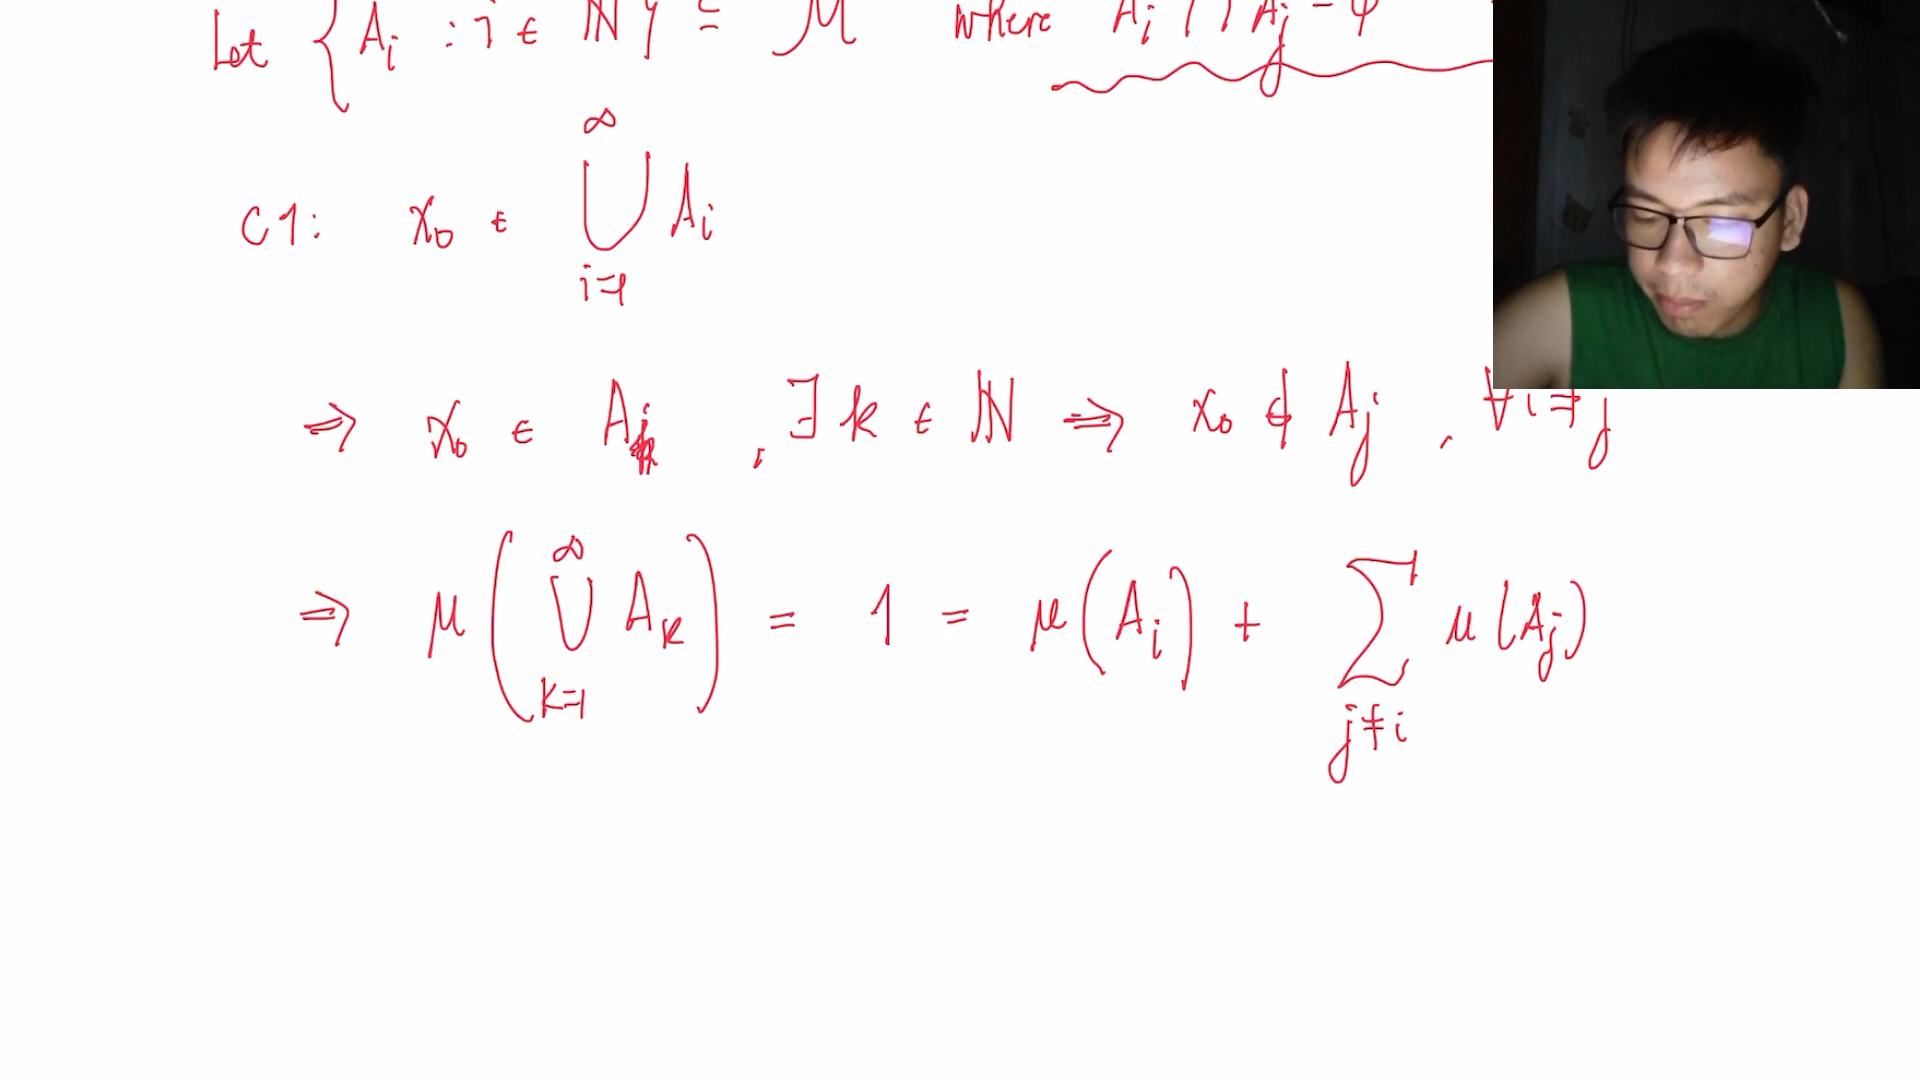 Let { A_i : i ∈ ℕ } ⊆ M where A_i ∩ A_j = φ
C1: x_0 ∈ ⋃_{i=1}^{∞} A_i
⇒ x_0 ∈ A_i , ∃ k ∈ ℕ ⇒ x_0 ∉ A_j , ∀ i ≠ j
⇒ μ ( ⋃_{k=1}^{∞} A_k ) = 1 = μ(A_i) + ∑_{j≠i} μ(A_j)